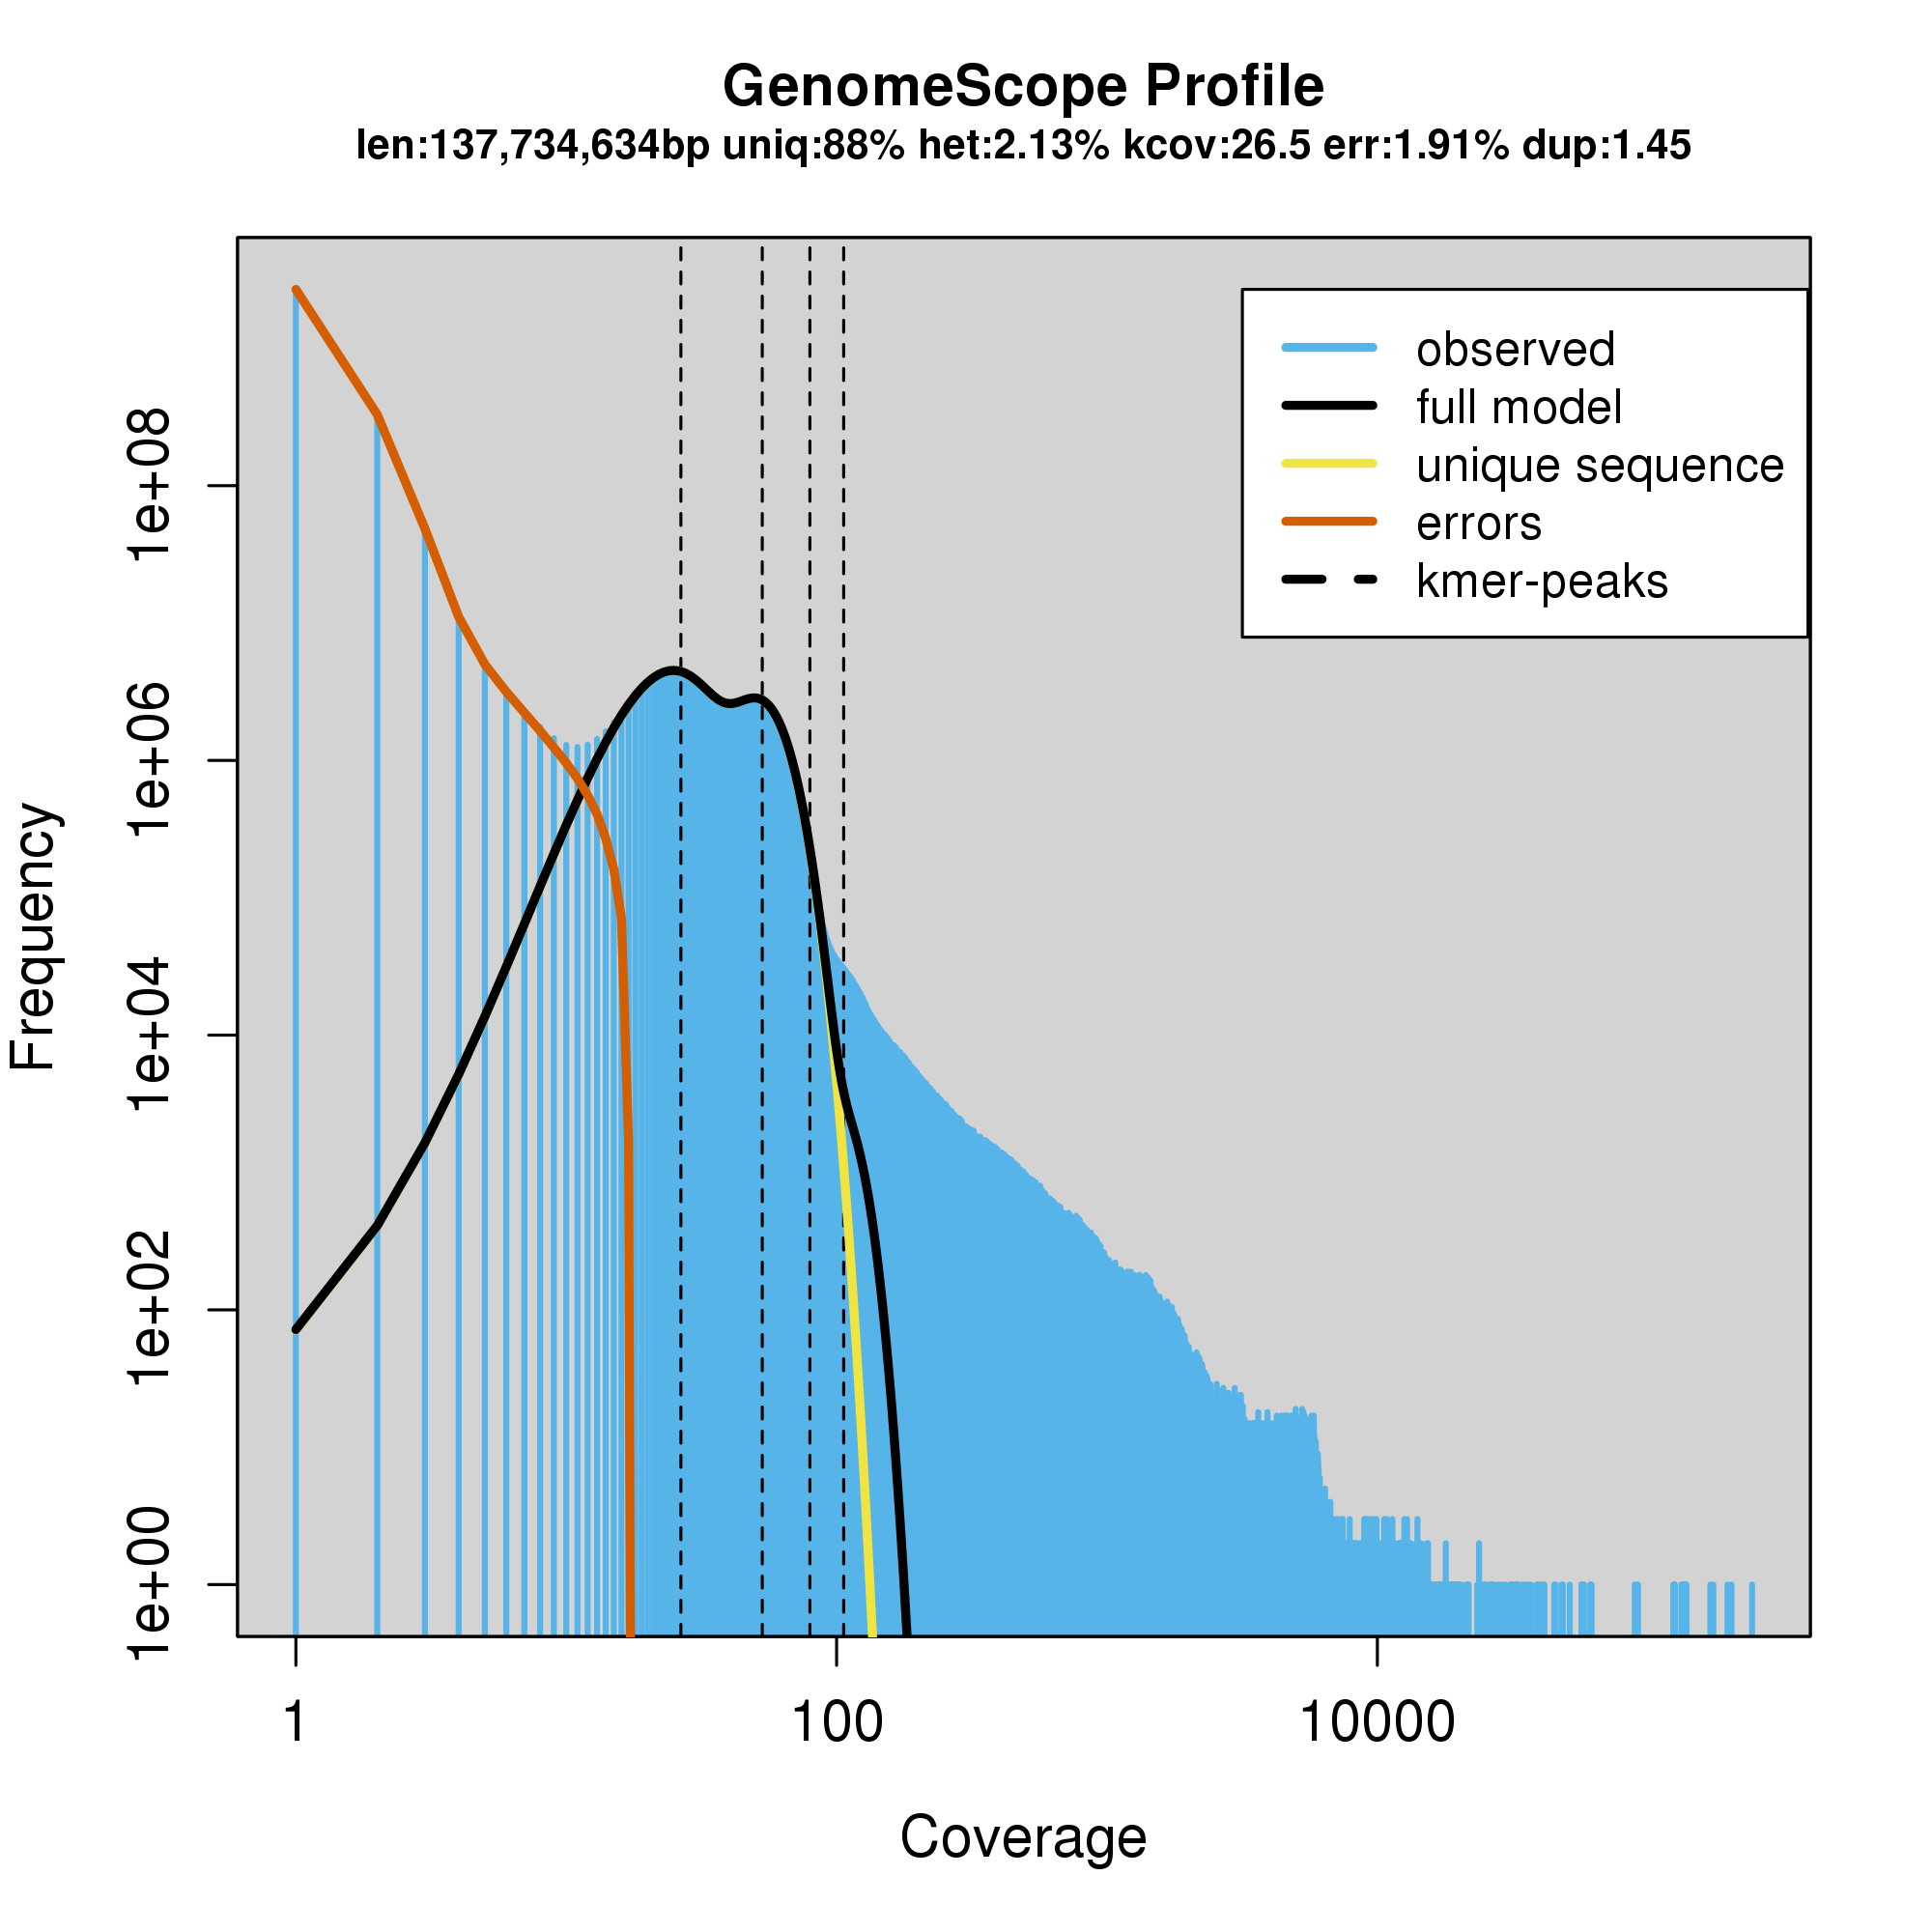 GenomeScope Profile
len:137,734,634bp uniq:88% het:2.13% kcov:26.5 err:1.91% dup:1.45
observed
full model
unique sequence
errors
kmer-peaks
Frequency
1e+08
1e+06
1e+04
1e+02
1e+00
1
100
10000
Coverage